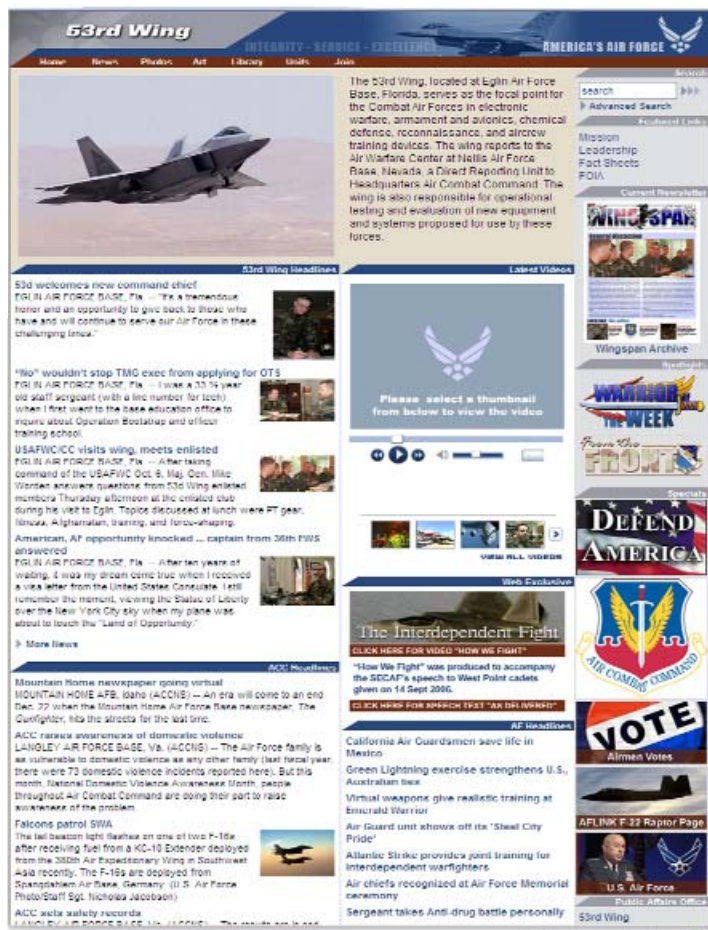 53rd Wing
INTEGRITY - SERVICE - EXCELLENCE
AMERICA'S AIR FORCE
Home News Photos Art Library Units Join
The 53rd Wing, located at Eglin Air Force
Base, Florida, serves as the focal point for
the Combat Air Forces in electronic
warfare, armament and avionics, chemical
defense, reconnaissance, and aircrew
training devices. The wing reports to the
Air Warfare Center at Nellis Air Force
Base, Nevada, a Direct Reporting Unit to
Headquarters Air Combat Command. The
wing is also responsible for operational
testing and evaluation of new equipment
and systems proposed for use by these
forces.
Search
search
Advanced Search
Featured Links
Mission
Leadership
Fact Sheets
FOIA
Current Newsletter
WINGSPAN
Wingspan Archive
Spotlights
WARRIOR
OF THE WEEK
From the
FRONT
Specials
DEFEND
AMERICA
AIR COMBAT COMMAND
VOTE
Airmen Votes
AFLINK F-22 Raptor Page
U.S. Air Force
Public Affairs Office
53rd Wing
53rd Wing Headlines
53d welcomes new command chief
EGLIN AIR FORCE BASE, Fla. -- "It's a tremendous
honor and an opportunity to give back to those who
have and will continue to serve our Air Force in these
challenging times."
"No" wouldn't stop TMG exec from applying for OTS
EGLIN AIR FORCE BASE, Fla. -- I was a 33 ½ year
old staff sergeant (with a line number for tech)
when I first went to the base education office to
inquire about Operation Bootstrap and officer
training school.
USAFWC/CC visits wing, meets enlisted
EGLIN AIR FORCE BASE, Fla. -- After taking
command of the USAFWC Oct. 6, Maj. Gen. Mike
Worden answers questions from 53d Wing enlisted
members Thursday afternoon at the enlisted club
during his visit to Eglin. Topics discussed at lunch were PT gear,
fitness, Afghanistan, training, and force-shaping.
American, AF opportunity knocked ... captain from 36th EWS
answered
EGLIN AIR FORCE BASE, Fla. -- After ten years of
waiting, it was my dream come true when I received
a visa letter from the United States Consulate. I still
remember the moment, viewing the Statue of Liberty
over the New York City sky when my plane was
about to touch the "Land of Opportunity."
More News
ACC Headlines
Mountain Home newspaper going virtual
MOUNTAIN HOME AFB, Idaho (ACCNS) -- An era will come to an end
Dec. 22 when the Mountain Home Air Force Base newspaper, The
Gunfighter, hits the streets for the last time.
ACC raises awareness of domestic violence
LANGLEY AIR FORCE BASE, Va. (ACCNS) -- The Air Force family is
as vulnerable to domestic violence as any other family (last fiscal year,
there were 73 domestic violence incidents reported here). But this
month, National Domestic Violence Awareness Month, people
throughout Air Combat Command are doing their part to raise
awareness of the problem.
Falcons patrol SWA
The tail beacon light flashes on one of two F-16s
after receiving fuel from a KC-10 Extender deployed
from the 380th Air Expeditionary Wing in Southwest
Asia recently. The F-16s are deployed from
Spangdahlem Air Base, Germany. (U.S. Air Force
Photo/Staff Sgt. Nicholas Jacobson)
ACC sets safety records
LANGLEY AIR FORCE BASE, Va. (ACCNS) -- The results are in and
Latest Videos
Please select a thumbnail
from below to view the video
VIEW ALL VIDEOS
Web Exclusive
The Interdependent Fight
CLICK HERE FOR VIDEO "HOW WE FIGHT"
"How We Fight" was produced to accompany
the SECAF's speech to West Point cadets
given on 14 Sept 2006.
CLICK HERE FOR SPEECH TEXT "AS DELIVERED"
AF Headlines
California Air Guardsmen save life in
Mexico
Green Lightning exercise strengthens U.S.,
Australian ties
Virtual weapons give realistic training at
Emerald Warrior
Air Guard unit shows off its 'Steel City
Pride'
Atlantic Strike provides joint training for
Interdependent warfighters
Air chiefs recognized at Air Force Memorial
ceremony
Sergeant takes Anti-drug battle personally